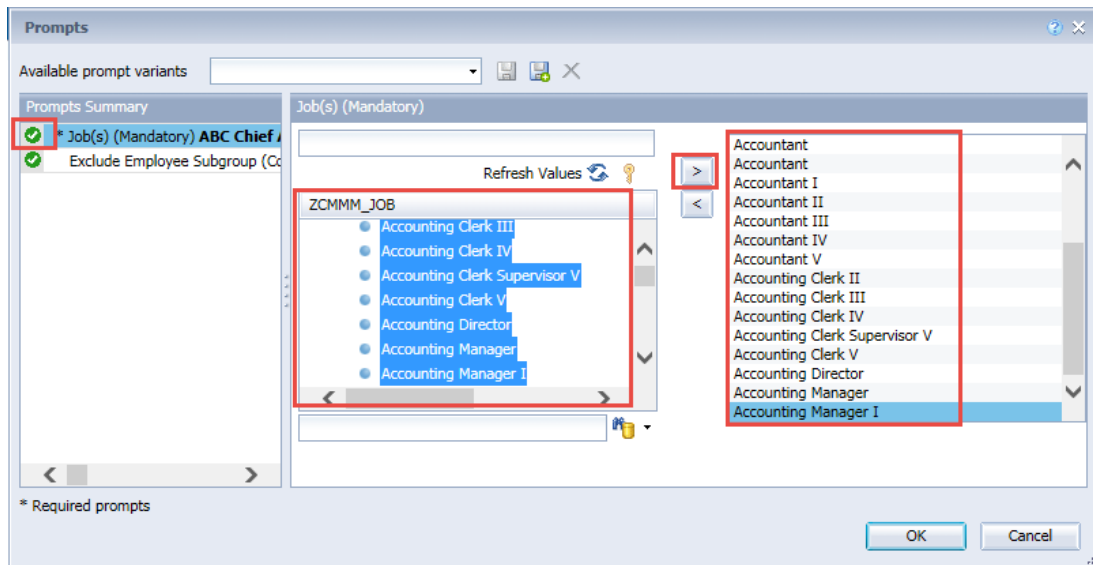 Prompts
Available prompt variants
Prompts Summary
* Job(s) (Mandatory) ABC Chief
Exclude Employee Subgroup (Co
Job(s) (Mandatory)
Refresh Values
ZCMMM_JOB
Accounting Clerk III
Accounting Clerk IV
Accounting Clerk Supervisor V
Accounting Clerk V
Accounting Director
Accounting Manager
Accounting Manager I
>
<
Accountant
Accountant
Accountant I
Accountant II
Accountant III
Accountant IV
Accountant V
Accounting Clerk II
Accounting Clerk III
Accounting Clerk IV
Accounting Clerk Supervisor V
Accounting Clerk V
Accounting Director
Accounting Manager
Accounting Manager I
* Required prompts
OK
Cancel